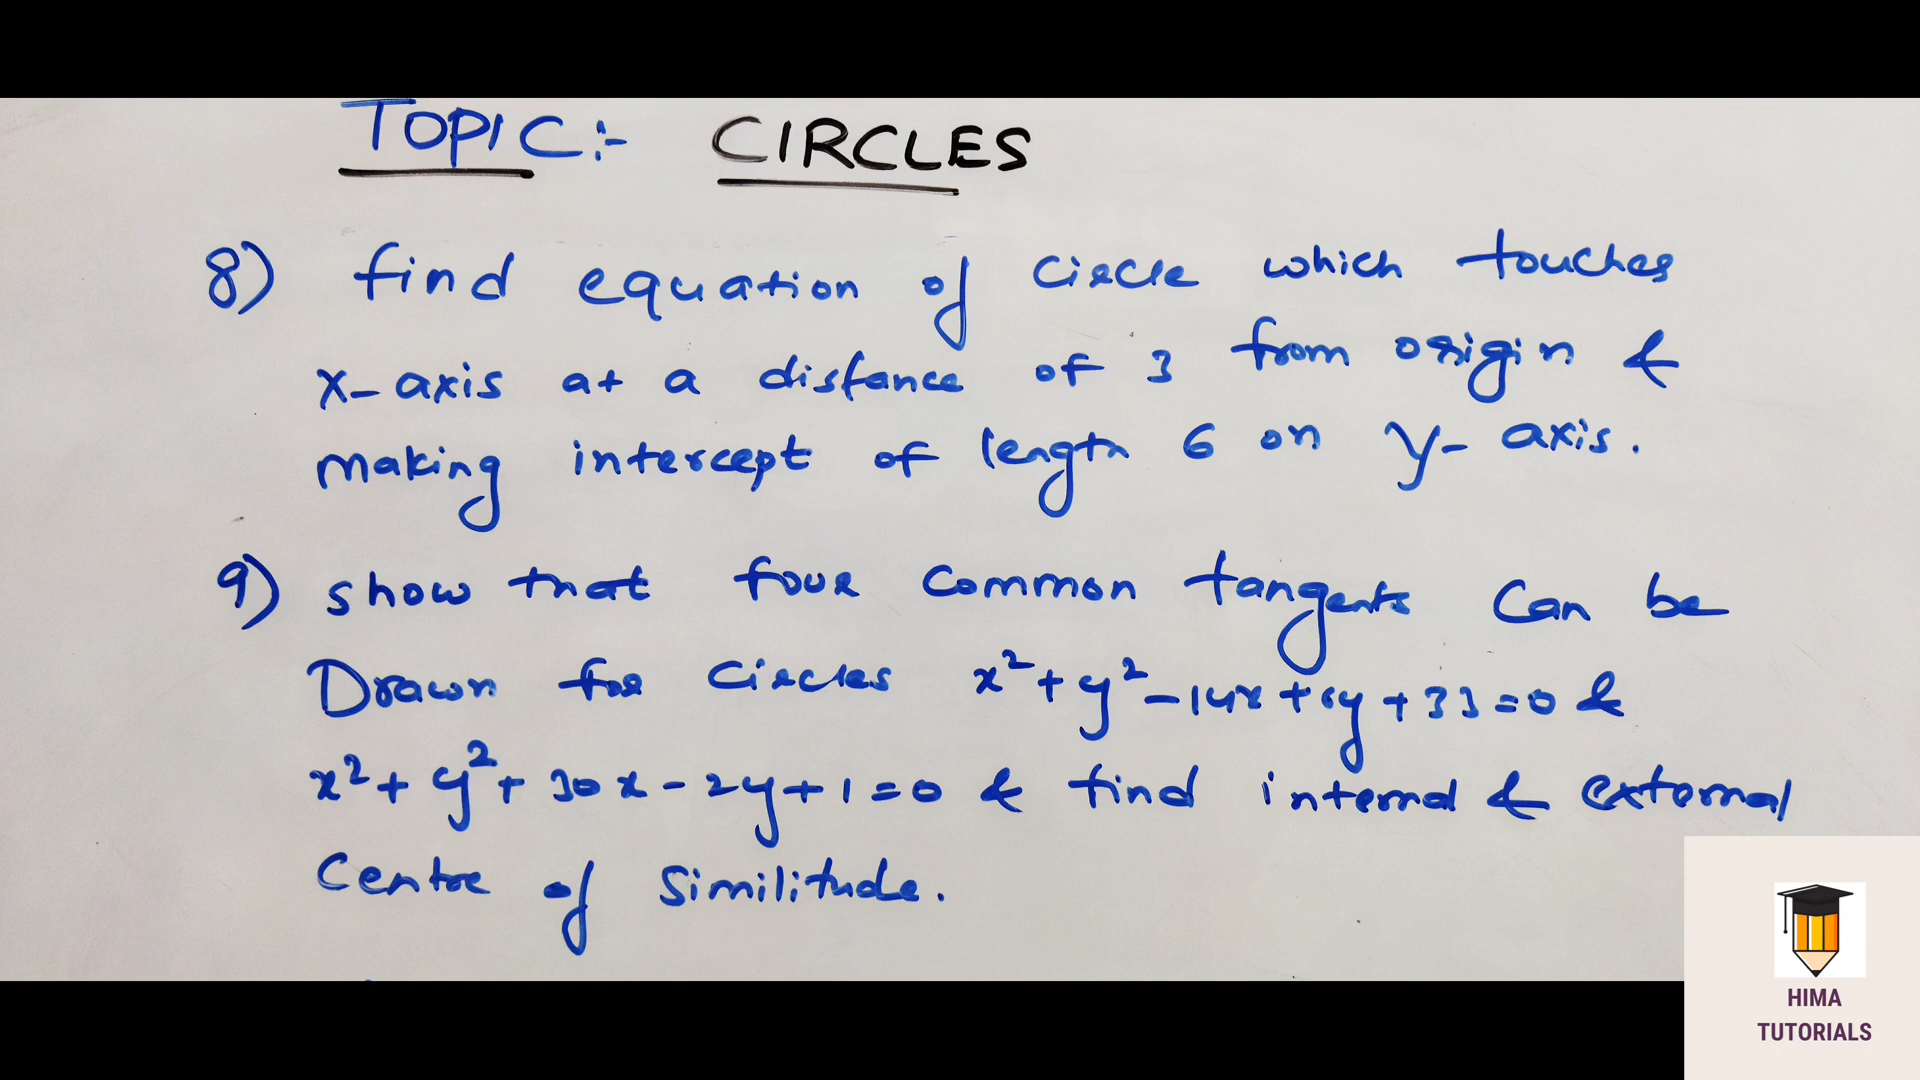 TOPIC:- CIRCLES
8) find equation of circle which touches
x-axis at a distance of 3 from origin &
making intercept of length 6 on y-axis.
9) show that four common tangents can be
Drawn for circles x²+y²-14x+6y+33=0 &
x²+y²+30x-2y+1=0 & find internal & external
Centre of similitude.
HIMA
TUTORIALS